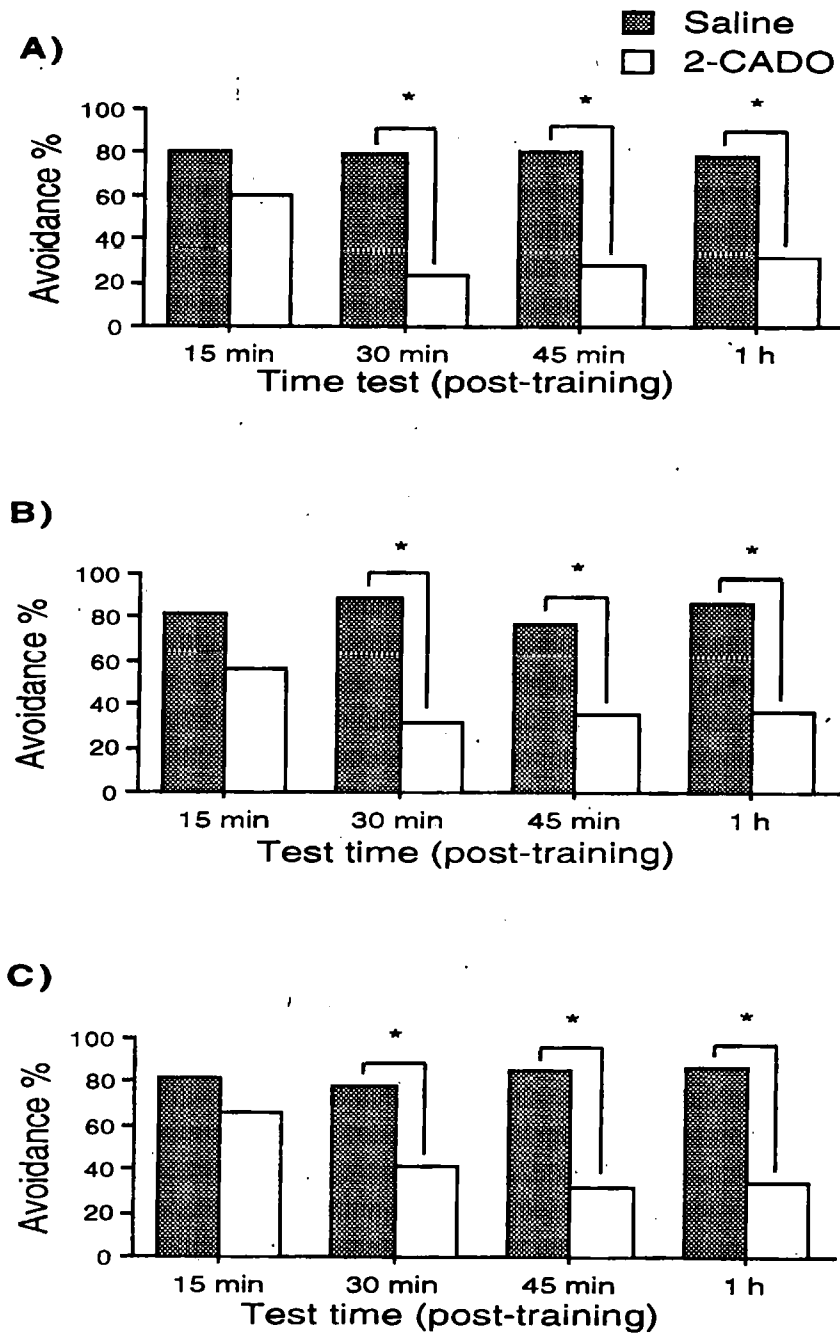 Saline
2-CADO
A)
*
*
*
100
80
60
40
20
0
Avoidance %
15 min
30 min
45 min
1 h
Time test (post-training)
B)
*
*
*
100
80
60
40
20
0
Avoidance %
15 min
30 min
45 min
1 h
Test time (post-training)
C)
*
*
*
100
80
60
40
20
0
Avoidance %
15 min
30 min
45 min
1 h
Test time (post-training)